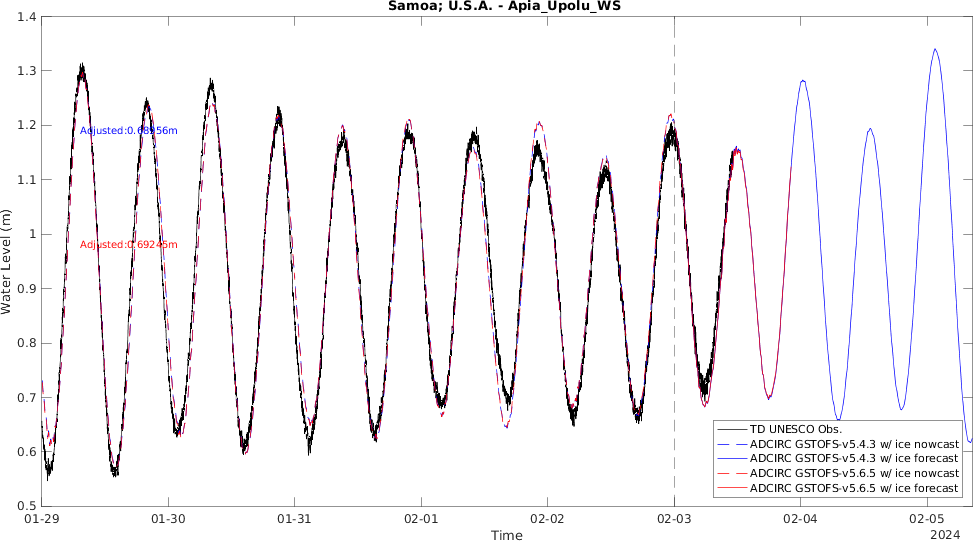 Samoa; U.S.A. - Apia_Upolu_WS
1.4
1.3
1.2
1.1
1
0.9
0.8
0.7
0.6
0.5
Water Level (m)
Adjusted:0.68956m
Adjusted:0.69245m
TD UNESCO Obs.
ADCIRC GSTOFS-v5.4.3 w/ ice nowcast
ADCIRC GSTOFS-v5.4.3 w/ ice forecast
ADCIRC GSTOFS-v5.6.5 w/ ice nowcast
ADCIRC GSTOFS-v5.6.5 w/ ice forecast
01-29 01-30 01-31 02-01 02-02 02-03 02-04 02-05
Time
2024